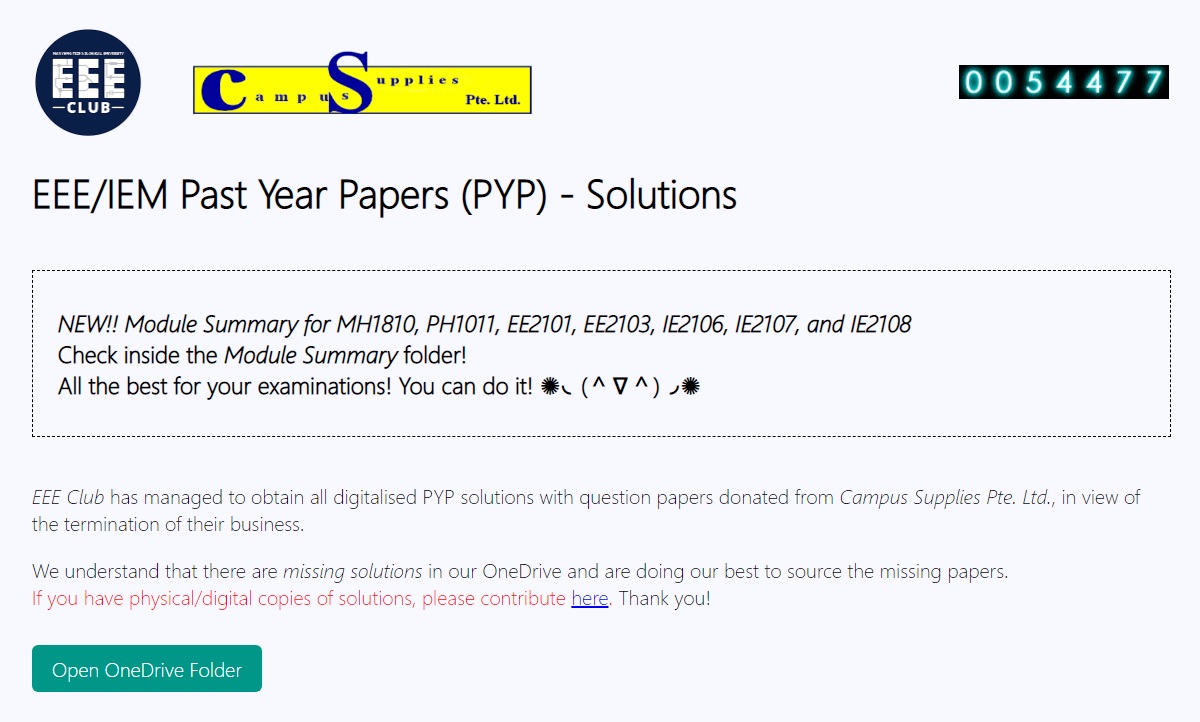 NANYANG TECHNOLOGICAL UNIVERSITY
EEE
CLUB
Campus Supplies
Pte. Ltd.
0054477
EEE/IEM Past Year Papers (PYP) - Solutions
NEW!! Module Summary for MH1810, PH1011, EE2101, EE2103, IE2106, IE2107, and IE2108
Check inside the Module Summary folder!
All the best for your examinations! You can do it! ✺◟(＾∇＾)◞✺
EEE Club has managed to obtain all digitalised PYP solutions with question papers donated from Campus Supplies Pte. Ltd., in view of
the termination of their business.
We understand that there are missing solutions in our OneDrive and are doing our best to source the missing papers.
If you have physical/digital copies of solutions, please contribute here. Thank you!
Open OneDrive Folder